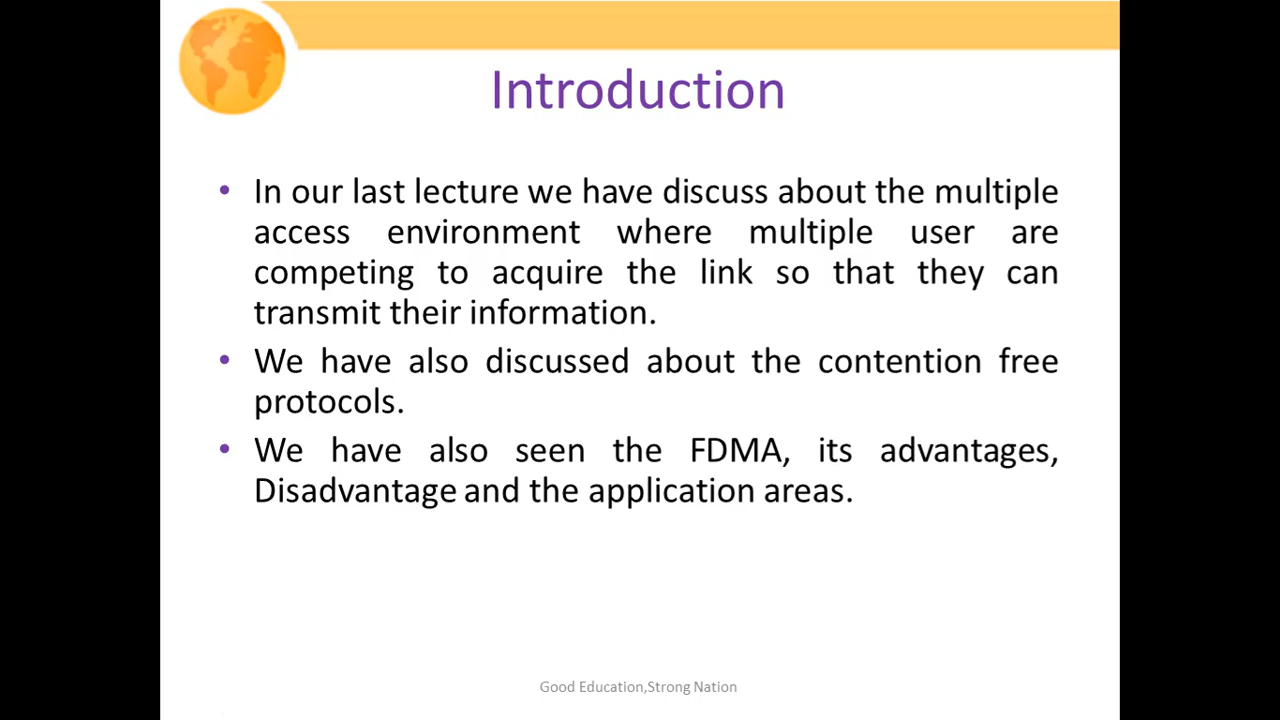 Introduction
• In our last lecture we have discuss about the multiple
access environment where multiple user are
competing to acquire the link so that they can
transmit their information.
• We have also discussed about the contention free
protocols.
• We have also seen the FDMA, its advantages,
Disadvantage and the application areas.
Good Education,Strong Nation